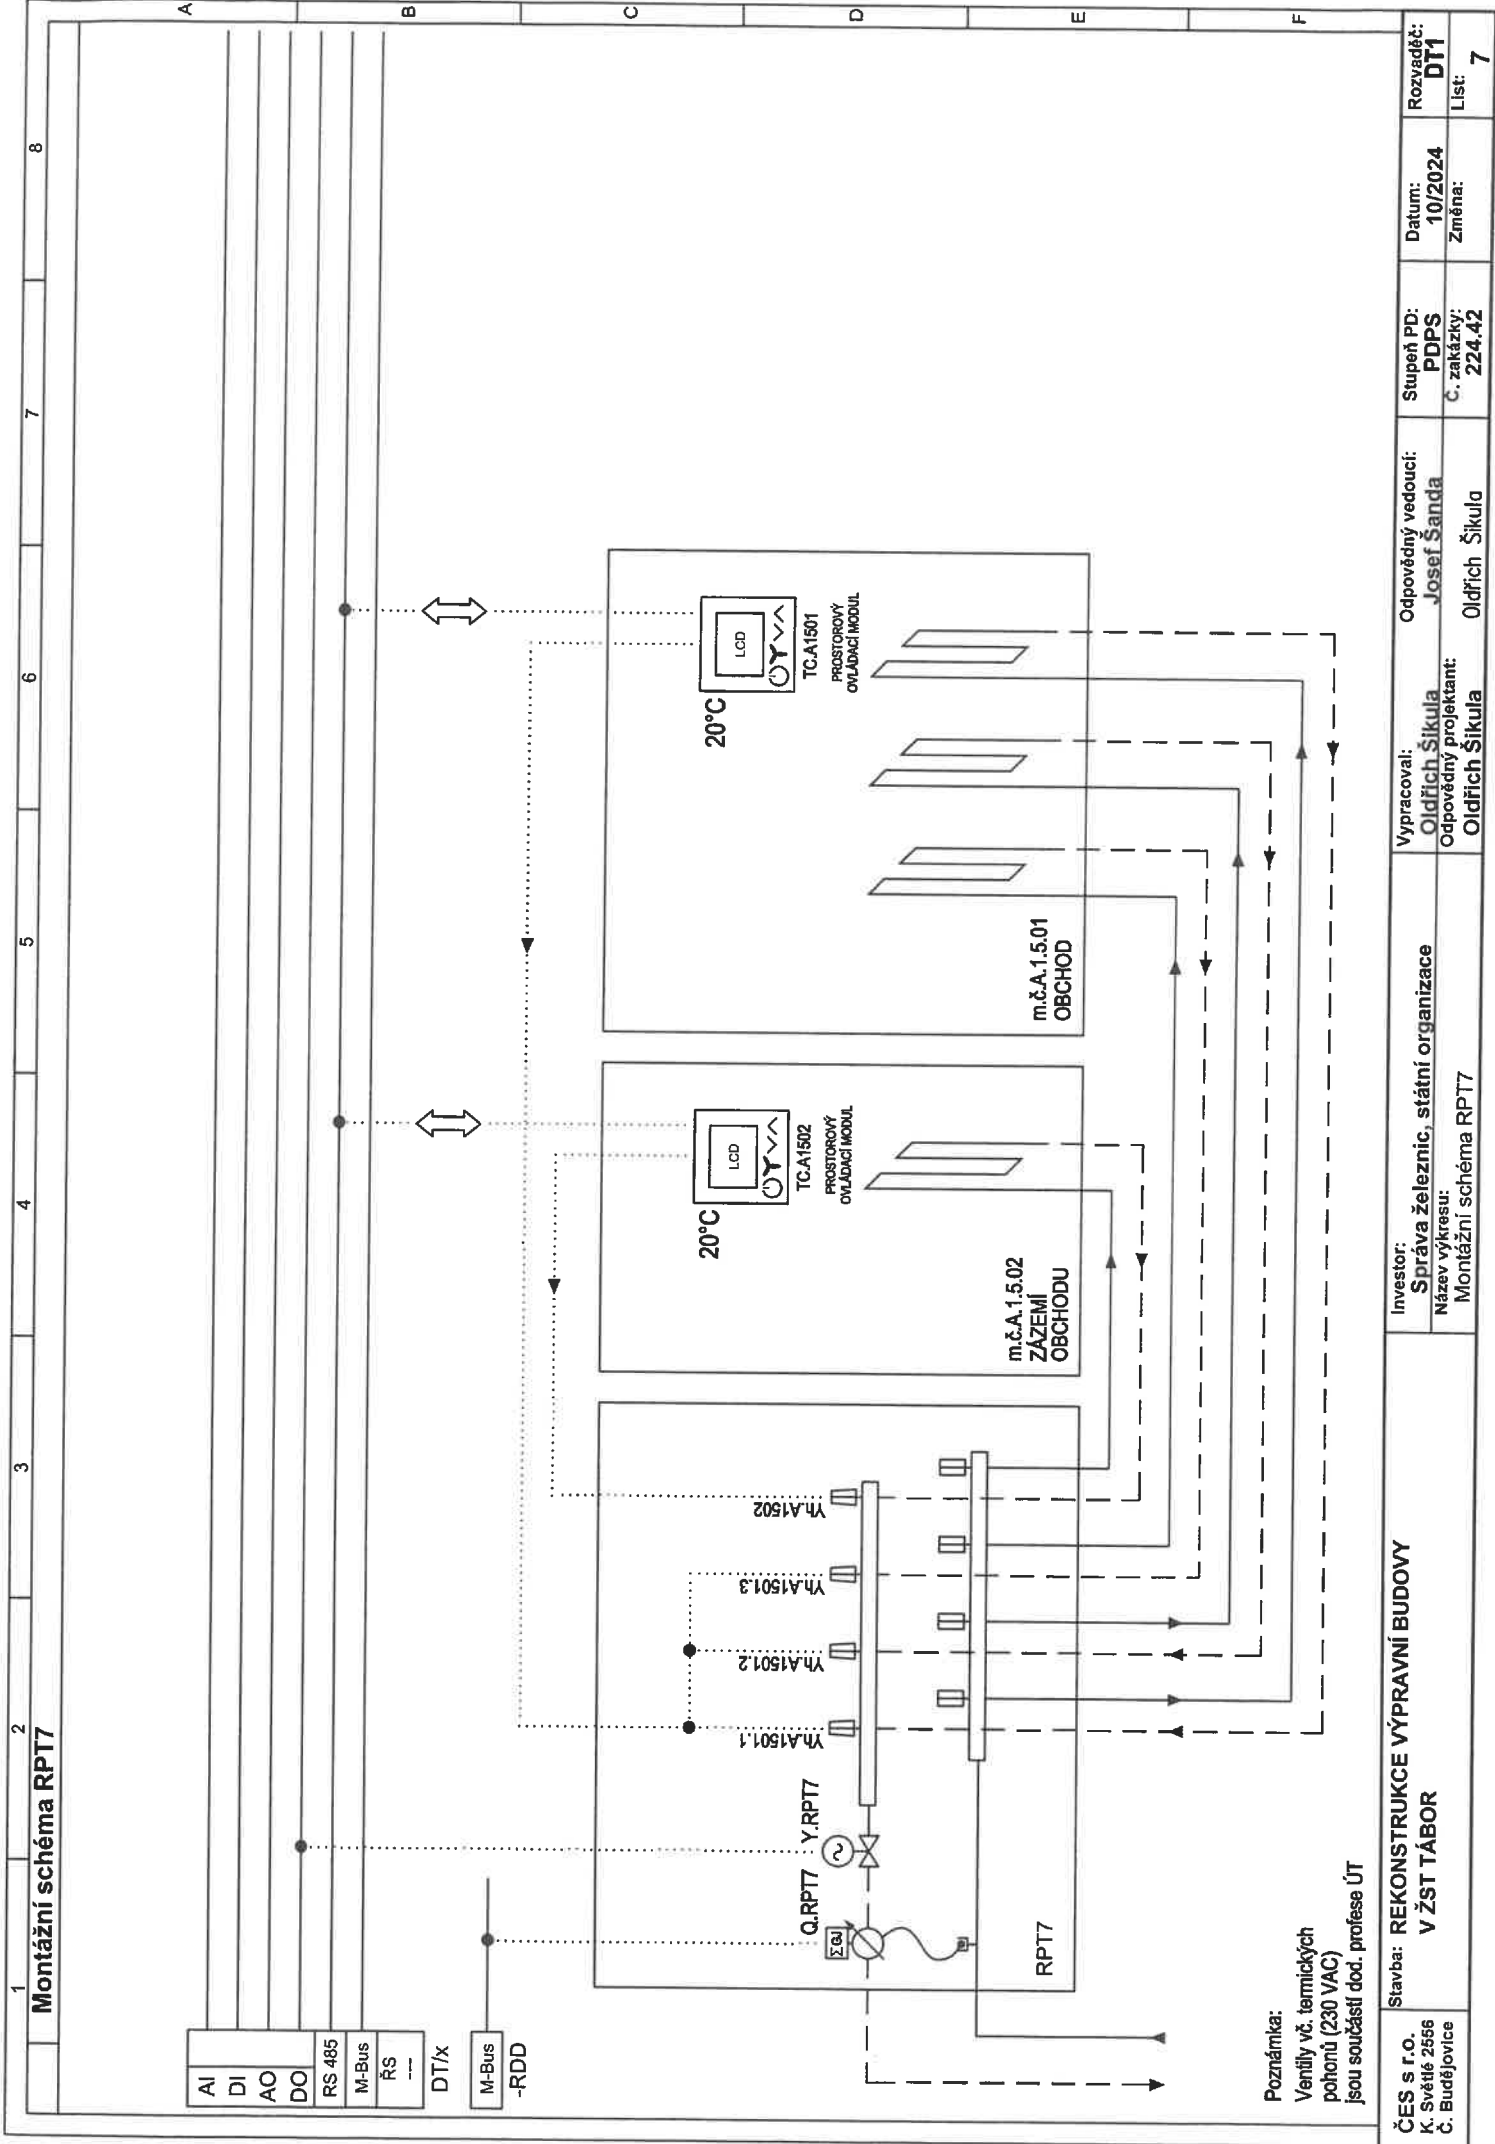 1
2
3
4
5
6
7
8
A
B
C
D
E
F
Montážní schéma RPT7
AI
DI
AO
DO
RS 485
M-Bus
ŘS
---
DT/x
M-Bus
-RDD
Q.RPT7
Y.RPT7
ΣGJ
Yh.A1501.1
Yh.A1501.2
Yh.A1501.3
Yh.A1502
RPT7
20°C
LCD
TC.A1502
PROSTOROVÝ
OVLÁDACÍ MODUL
m.č.A.1.5.02
ZÁZEMÍ
OBCHODU
20°C
LCD
TC.A1501
PROSTOROVÝ
OVLÁDACÍ MODUL
m.č.A.1.5.01
OBCHOD
Poznámka:
Ventily vč. termických
pohonů (230 VAC)
jsou součástí dod. profese ÚT
ČES s r.o.
K. Světlé 2556
Č. Budějovice
Stavba: REKONSTRUKCE VÝPRAVNÍ BUDOVY
V ŽST TÁBOR
Investor:
Správa železnic, státní organizace
Název výkresu:
Montážní schéma RPT7
Vypracoval:
Oldřich Šikula
Odpovědný projektant:
Oldřich Šikula
Odpovědný vedoucí:
Josef Šanda
Oldřich Šikula
Stupeň PD:
PDPS
Č. zakázky:
224.42
Datum:
10/2024
Změna:
Rozvaděč:
DT1
List:
7